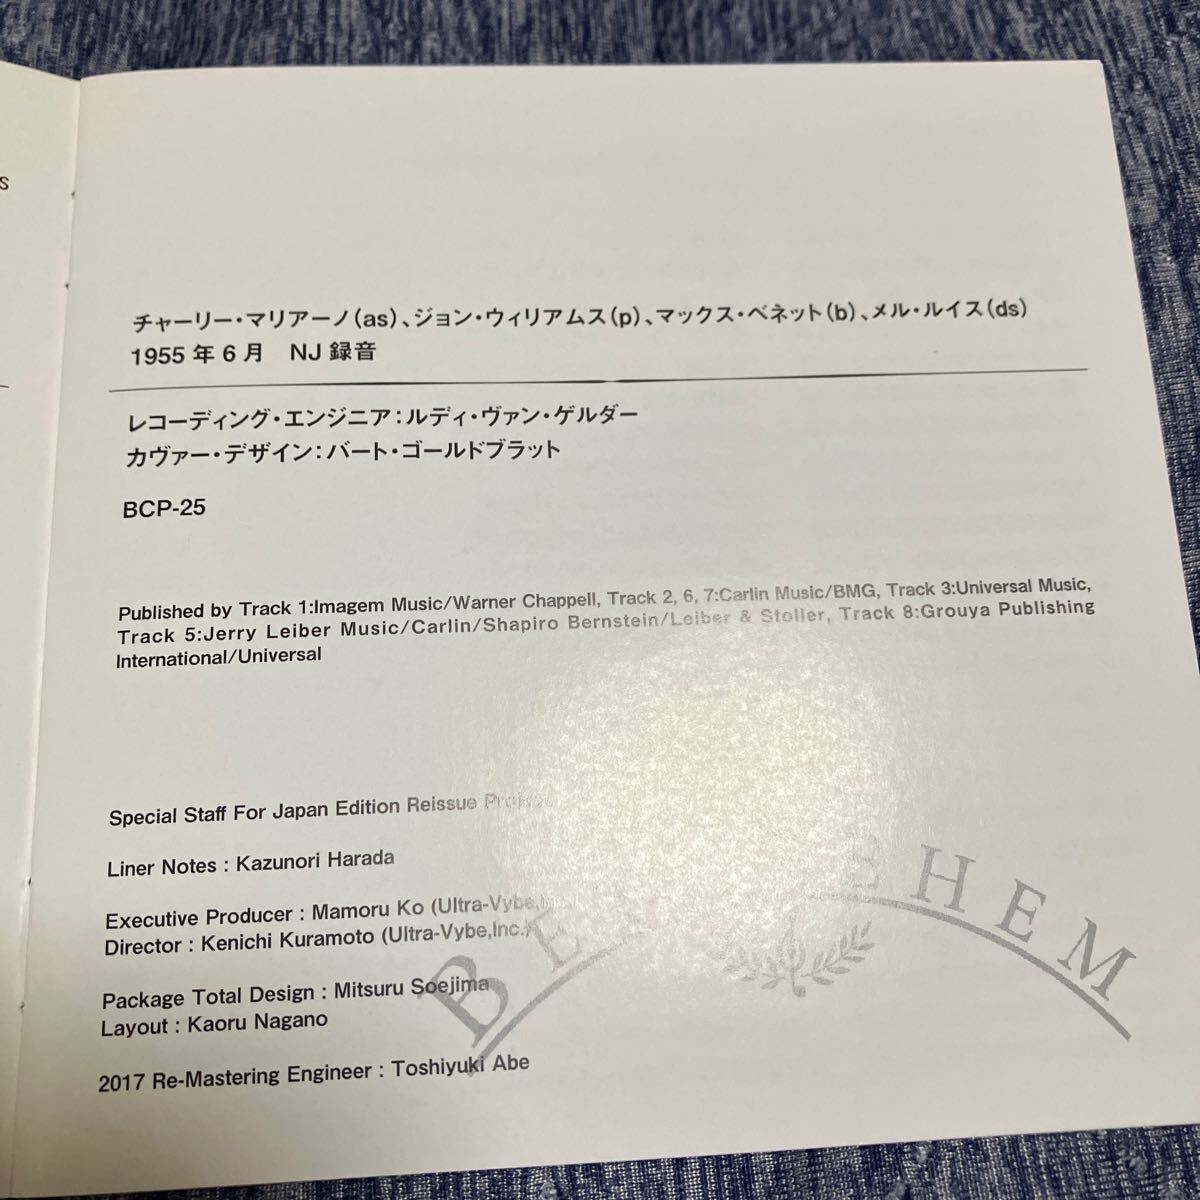 S
チャーリー・マリアーノ(as)、ジョン・ウィリアムス(p)、マックス・ベネット(b)、メル・ルイス(ds)
1955年6月　NJ録音
レコーディング・エンジニア:ルディ・ヴァン・ゲルダー
カヴァー・デザイン:バート・ゴールドブラット
BCP-25
Published by Track 1:Imagem Music/Warner Chappell, Track 2, 6, 7:Carlin Music/BMG, Track 3:Universal Music,
Track 5:Jerry Leiber Music/Carlin/Shapiro Bernstein/Leiber & Stoller, Track 8:Grouya Publishing
International/Universal
Special Staff For Japan Edition Reissue Project
Liner Notes : Kazunori Harada
Executive Producer : Mamoru Ko (Ultra-Vybe,Inc.)
Director : Kenichi Kuramoto (Ultra-Vybe,Inc.)
Package Total Design : Mitsuru Soejima
Layout : Kaoru Nagano
2017 Re-Mastering Engineer : Toshiyuki Abe
BETHLEHEM